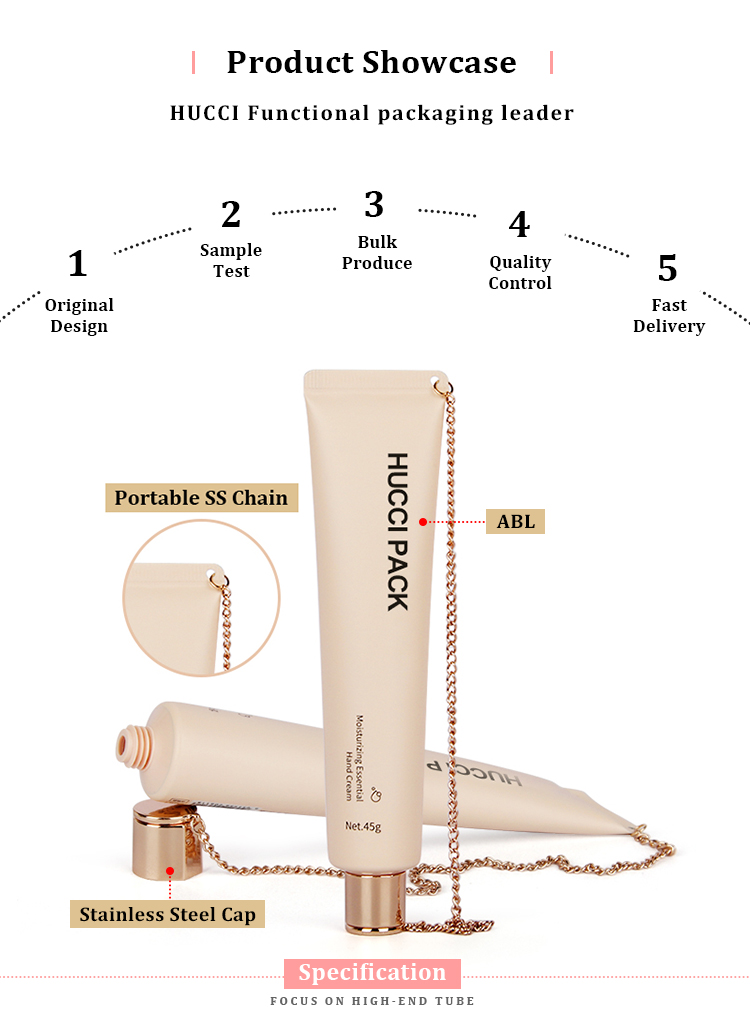 Product Showcase
HUCCI Functional packaging leader
1
Original
Design
2
Sample
Test
3
Bulk
Produce
4
Quality
Control
5
Fast
Delivery
Portable SS Chain
HUCCI PACK
ABL
Moisturizing Essential
Hand Cream
Net.45g
HUCCI P
Stainless Steel Cap
Specification
FOCUS ON HIGH-END TUBE